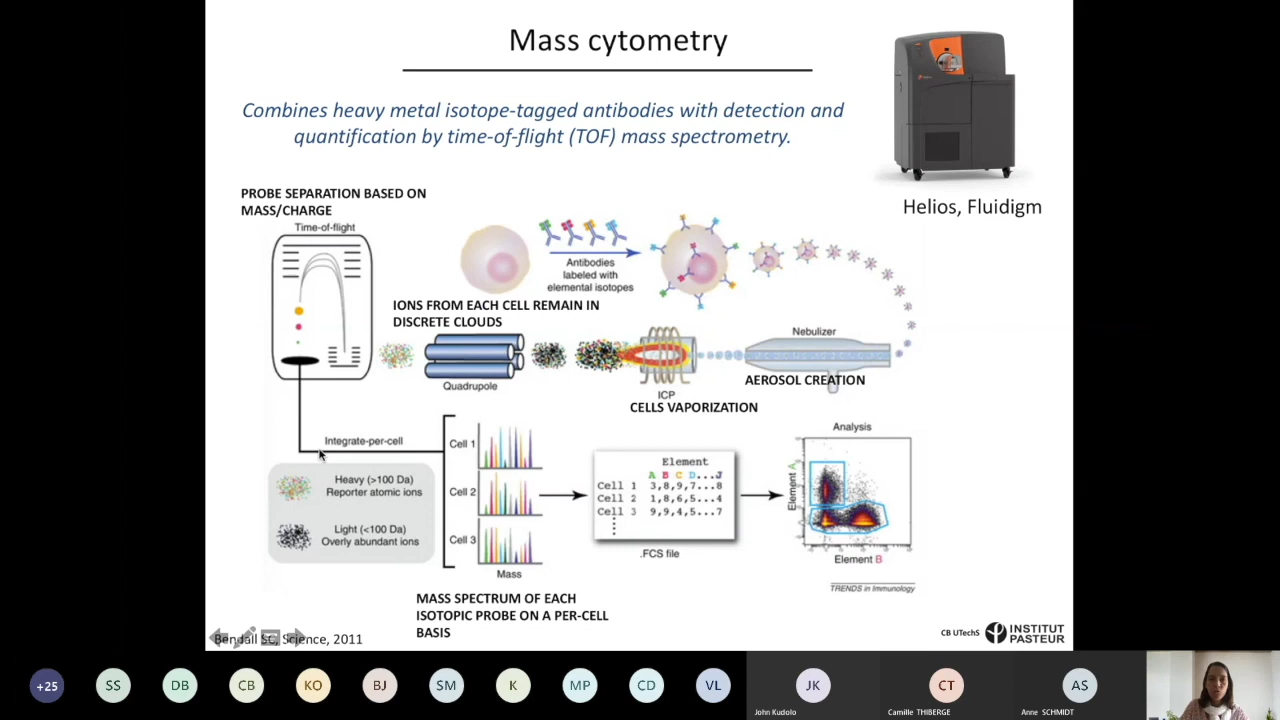 Mass cytometry
Combines heavy metal isotope-tagged antibodies with detection and
quantification by time-of-flight (TOF) mass spectrometry.
Helios, Fluidigm
PROBE SEPARATION BASED ON
MASS/CHARGE
Time-of-flight
Antibodies
labeled with
elemental isotopes
IONS FROM EACH CELL REMAIN IN
DISCRETE CLOUDS
Quadrupole
ICP
CELLS VAPORIZATION
Nebulizer
AEROSOL CREATION
Integrate-per-cell
Heavy (>100 Da)
Reporter atomic ions
Light (<100 Da)
Overly abundant ions
Cell 1
Cell 2
Cell 3
Mass
MASS SPECTRUM OF EACH
ISOTOPIC PROBE ON A PER-CELL
BASIS
Element
A B C D...J
Cell 1 3,8,9,7...8
Cell 2 1,8,6,5...4
Cell 3 9,9,4,5...7
.FCS file
Analysis
Element A
Element B
TRENDS in Immunology
Bendall SC, Science, 2011
CB UTechS
INSTITUT
PASTEUR
+25
SS
DB
CB
KO
BJ
SM
K
MP
CD
VL
JK
John Kudolo
CT
Camille THIBERGE
AS
Anne SCHMIDT